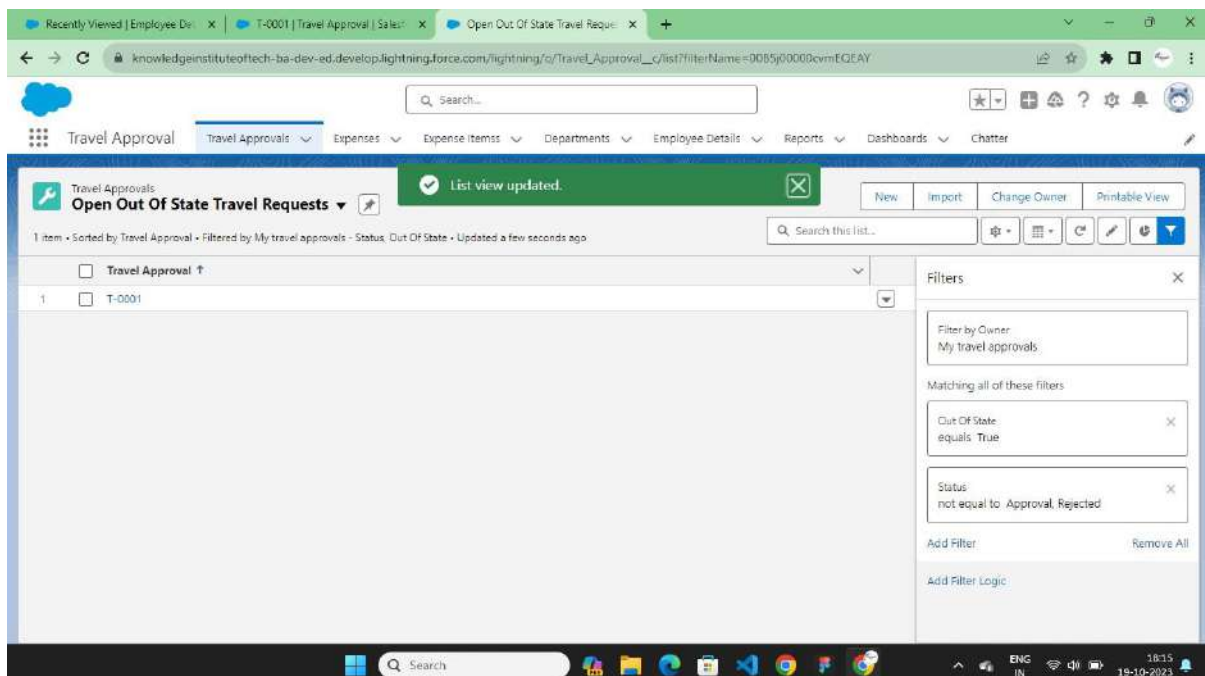 Recently Viewed | Employee De
T-0001 | Travel Approval | Sales
Open Out Of State Travel Reque
knowledgeinstituteoftech-ba-dev-ed.develop.lightning.force.com/lightning/o/Travel_Approval__c/list?filterName=
Search...
Travel Approval
Travel Approvals
Expenses
Expense Itemss
Departments
Employee Details
Reports
Dashboards
Chatter
List view updated.
Travel Approvals
Open Out Of State Travel Requests
New
Import
Change Owner
Printable View
1 item • Sorted by Travel Approval • Filtered by My travel approvals - Status, Out Of State • Updated a few seconds ago
Search this list...
Travel Approval ↑
1
T-0001
Filters
Filter by Owner
My travel approvals
Matching all of these filters
Out Of State
equals True
Status
not equal to Approval, Rejected
Add Filter
Remove All
Add Filter Logic
Search
ENG
IN
18:15
19-10-2023